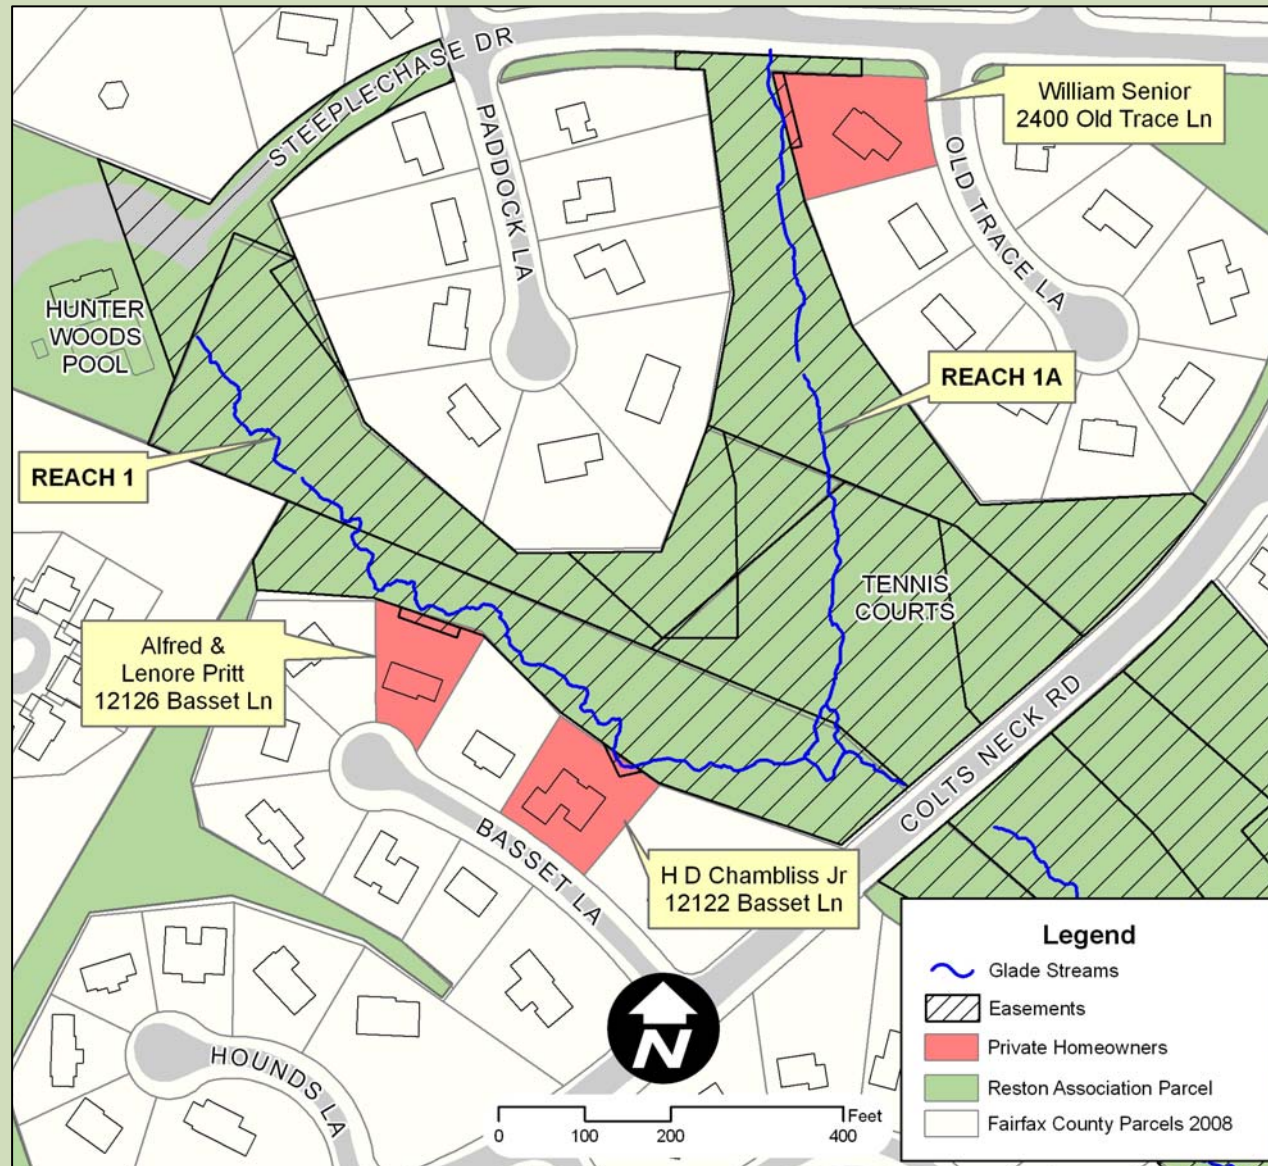 STEEPLECHASE DR
PADDOCK LA
William Senior
2400 Old Trace Ln
OLD TRACE LA
HUNTER
WOODS
POOL
REACH 1A
REACH 1
TENNIS
COURTS
Alfred &
Lenore Pritt
12126 Basset Ln
COLTS NECK RD
BASSET LA
H D Chambliss Jr
12122 Basset Ln
HOUNDS LA
N
Feet
0 100 200 400
Legend
Glade Streams
Easements
Private Homeowners
Reston Association Parcel
Fairfax County Parcels 2008